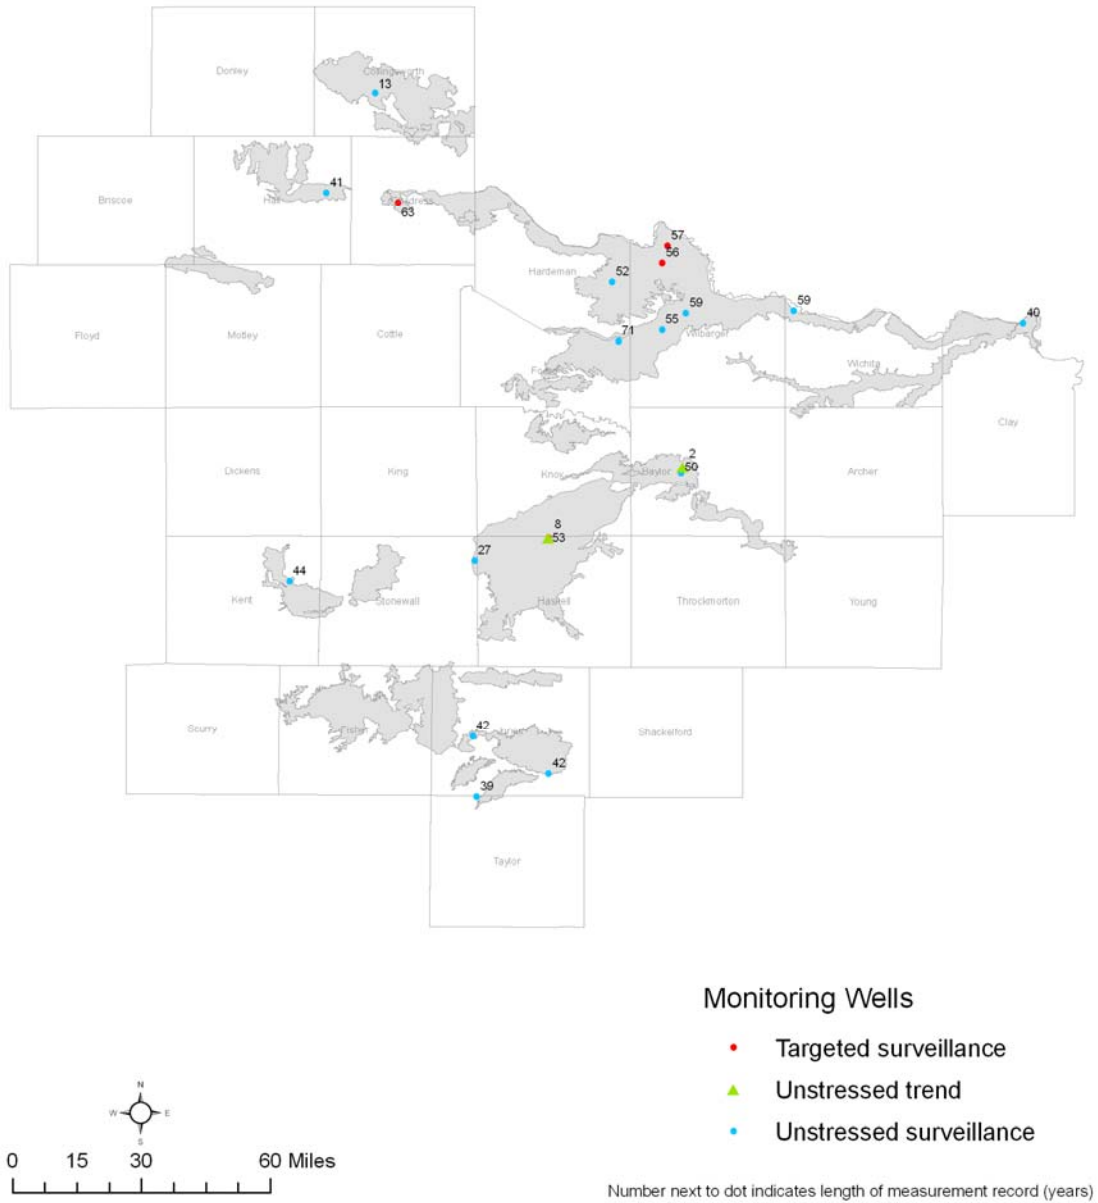 Donley
Collingsworth
13
Briscoe
Hall
41
63
57
56
Hardeman
52
59
59
40
55
Wilbarger
71
Floyd
Motley
Cottle
Wichita
Clay
Dickens
King
Knox
2
Baylor
50
Archer
8
53
27
44
Kent
Stonewall
Haskell
Throckmorton
Young
Scurry
Fisher
42
Shackelford
42
39
Taylor
Monitoring Wells
Targeted surveillance
Unstressed trend
Unstressed surveillance
N
W E
S
0 15 30 60 Miles
Number next to dot indicates length of measurement record (years)